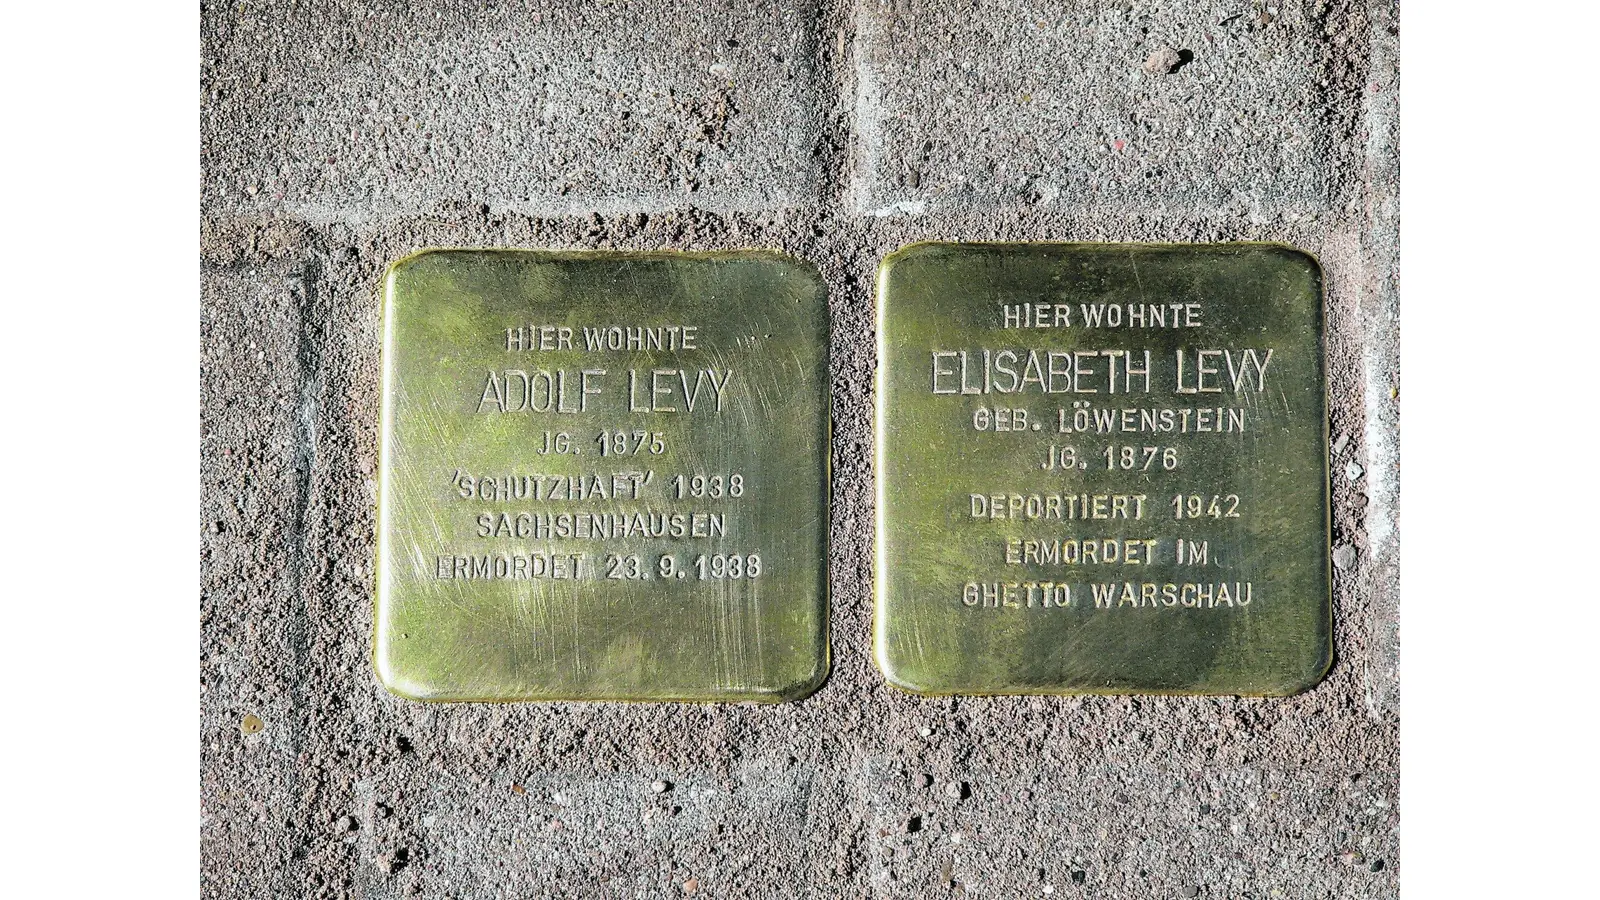 HIER WOHNTE
ADOLF LEVY
JG. 1875
'SCHUTZHAFT' 1938
SACHSENHAUSEN
ERMORDET 23.9.1938
HIER WOHNTE
ELISABETH LEVY
GEB. LÖWENSTEIN
JG. 1876
DEPORTIERT 1942
ERMORDET IM
GHETTO WARSCHAU